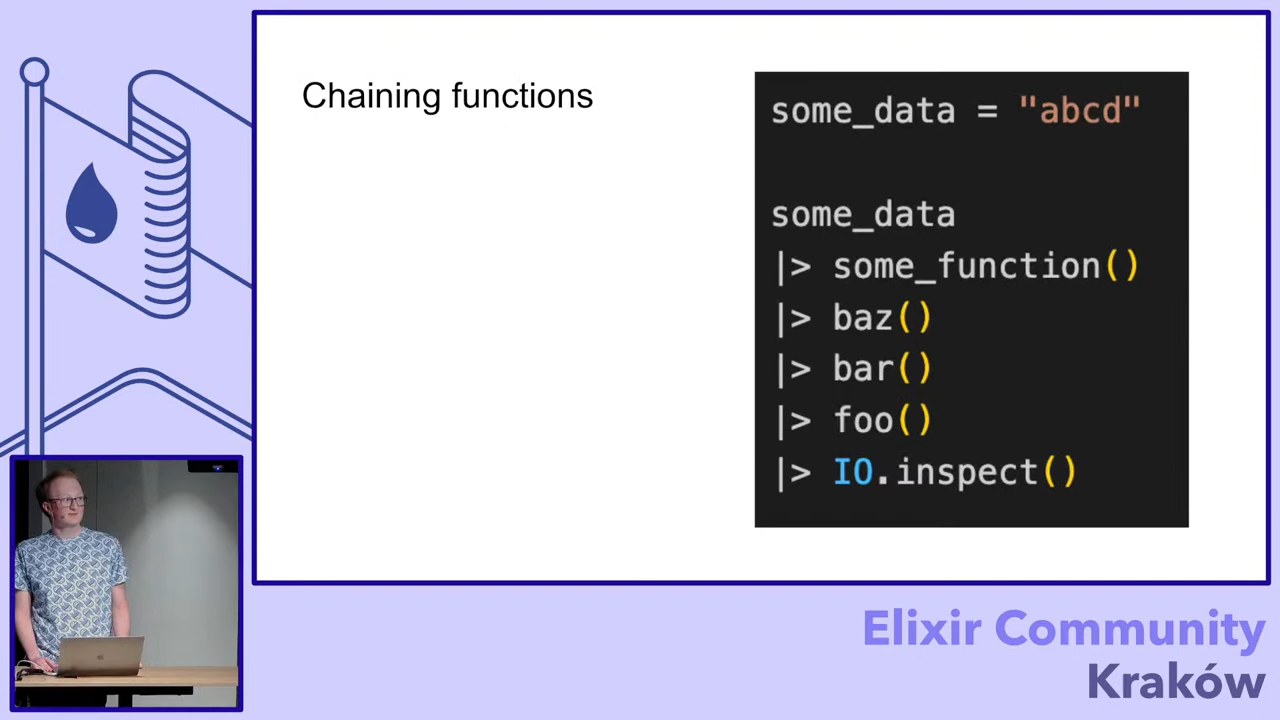 Chaining functions
some_data = "abcd"
some_data
|> some_function()
|> baz()
|> bar()
|> foo()
|> IO.inspect()
Elixir Community
Kraków